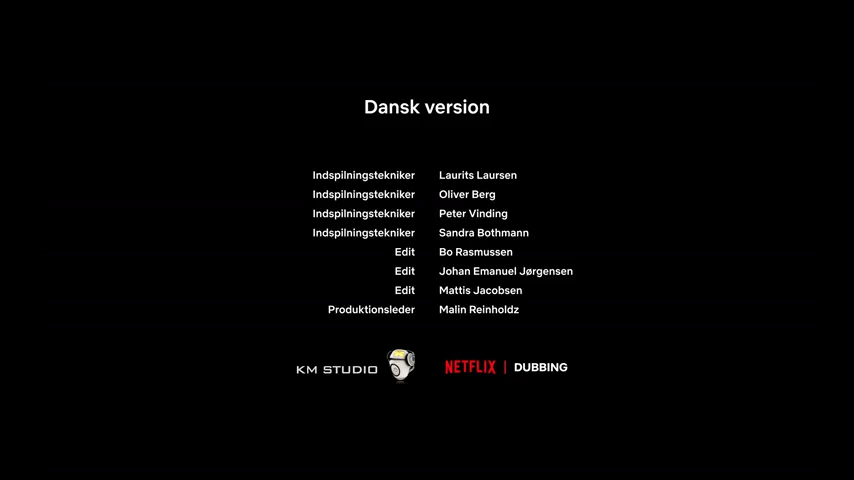 Dansk version
Indspilningstekniker Laurits Laursen
Indspilningstekniker Oliver Berg
Indspilningstekniker Peter Vinding
Indspilningstekniker Sandra Bothmann
Edit Bo Rasmussen
Edit Johan Emanuel Jørgensen
Edit Mattis Jacobsen
Produktionsleder Malin Reinholdz
KM STUDIO NETFLIX | DUBBING